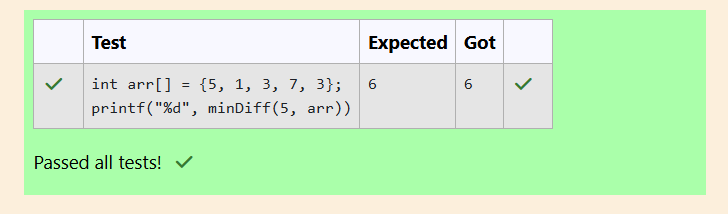 Test Expected Got
int arr[] = {5, 1, 3, 7, 3}; 6 6
printf("%d", minDiff(5, arr))
Passed all tests!